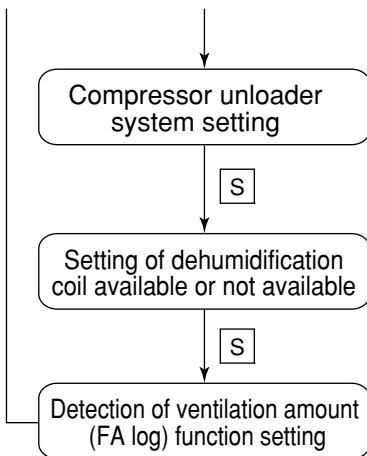 Compressor unloader
system setting
S
Setting of dehumidification
coil available or not available
S
Detection of ventilation amount
(FA log) function setting